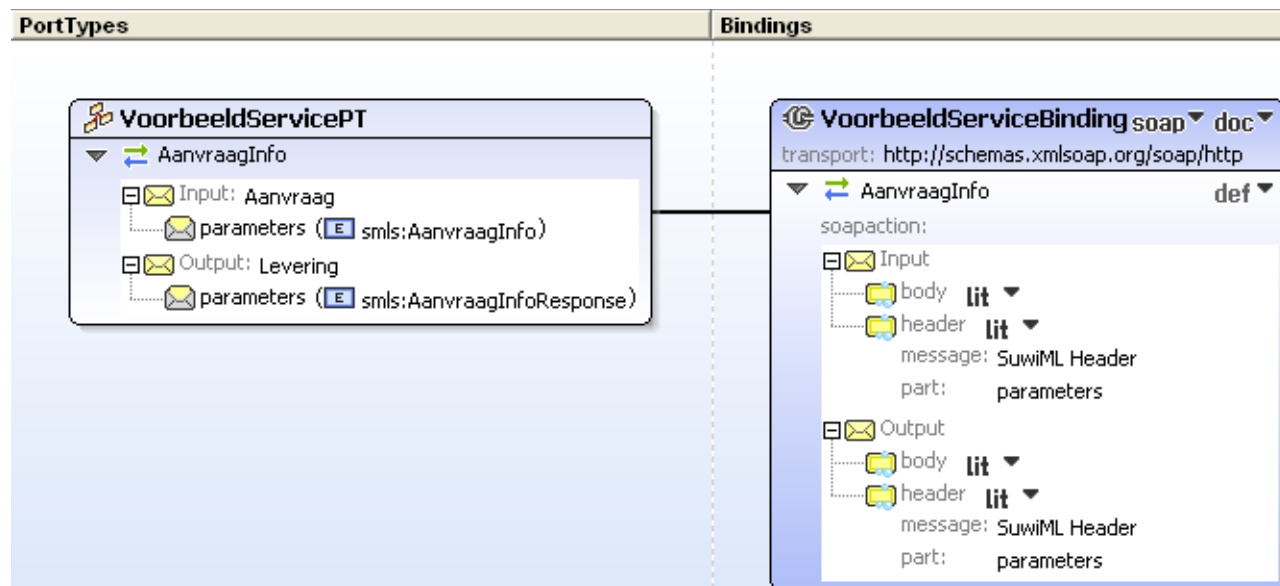 PortTypes
Bindings
VoorbeeldServicePT
AanvraagInfo
Input: Aanvraag
parameters (E smls:AanvraagInfo)
Output: Levering
parameters (E smls:AanvraagInfoResponse)
VoorbeeldServiceBinding soap doc
transport: http://schemas.xmlsoap.org/soap/http
AanvraagInfo def
soapaction:
Input
body lit
header lit
message: SuwiML Header
part: parameters
Output
body lit
header lit
message: SuwiML Header
part: parameters